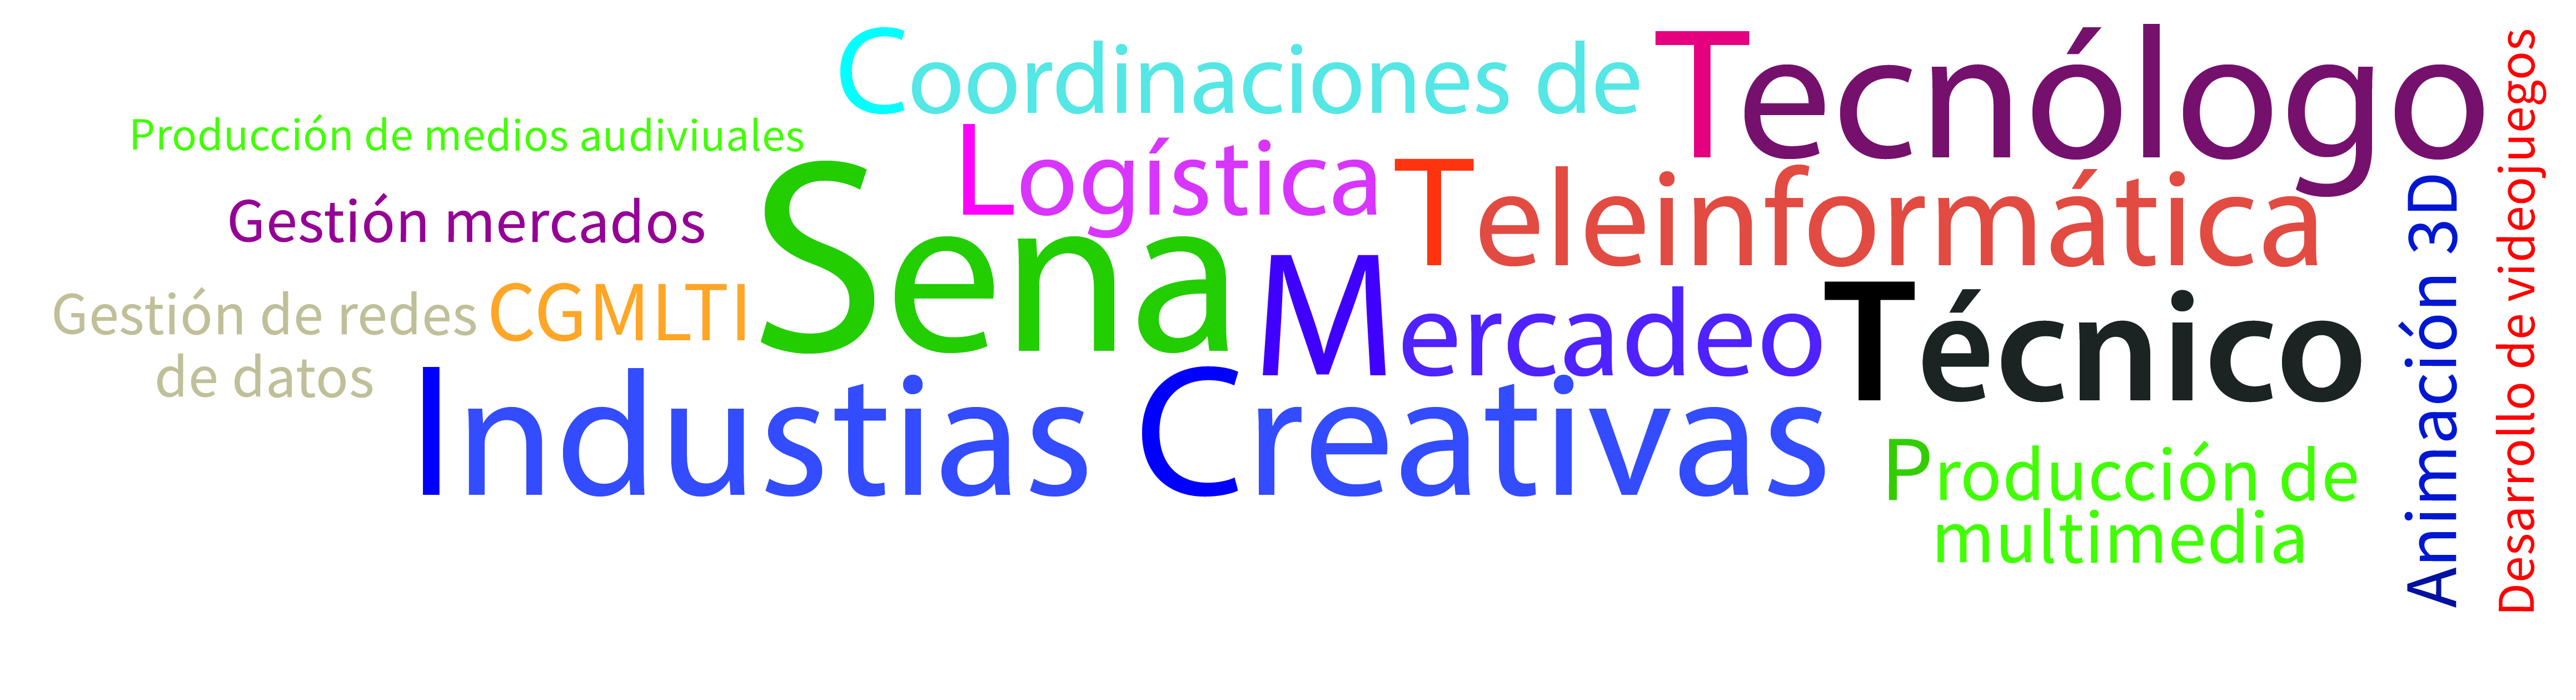 Coordinaciones de
Tecnólogo
Producción de medios audiviuales
Logística
Teleinformática
Gestión mercados
Sena
Gestión de redes
de datos
CGMLTI
Mercadeo
Técnico
Industias Creativas
Producción de
multimedia
Animación 3D
Desarrollo de videojuegos